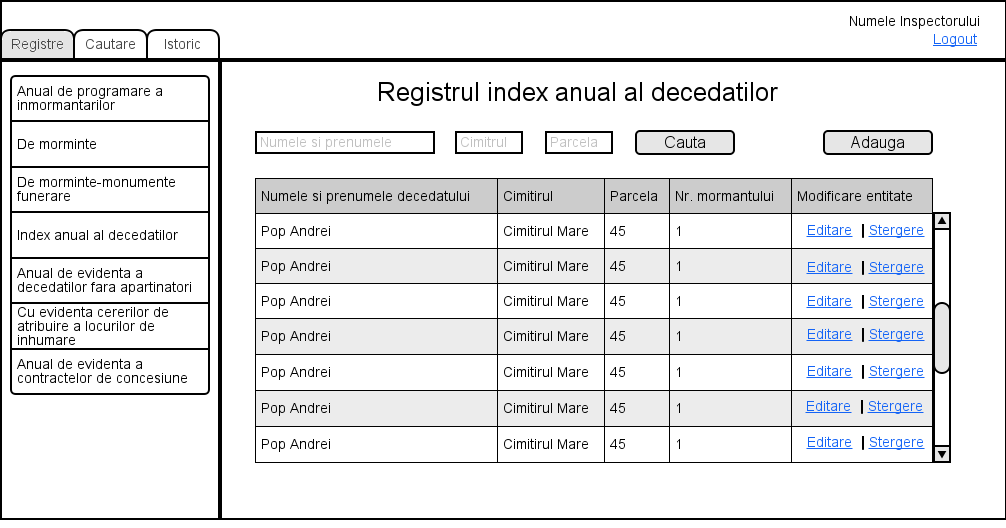 Numele Inspectorului
Logout
Registre Cautare Istoric
Anual de programare a
inmormantarilor
De morminte
De morminte-monumente
funerare
Index anual al decedatilor
Anual de evidenta a
decedatilor fara apartinatori
Cu evidenta cererilor de
atribuire a locurilor de
inhumare
Anual de evidenta a
contractelor de concesiune
Registrul index anual al decedatilor
Numele si prenumele Cimitirul Parcela Cauta Adauga
Numele si prenumele decedatului Cimitirul Parcela Nr. mormantului Modificare entitate
Pop Andrei Cimitirul Mare 45 1 Editare | Stergere
Pop Andrei Cimitirul Mare 45 1 Editare | Stergere
Pop Andrei Cimitirul Mare 45 1 Editare | Stergere
Pop Andrei Cimitirul Mare 45 1 Editare | Stergere
Pop Andrei Cimitirul Mare 45 1 Editare | Stergere
Pop Andrei Cimitirul Mare 45 1 Editare | Stergere
Pop Andrei Cimitirul Mare 45 1 Editare | Stergere